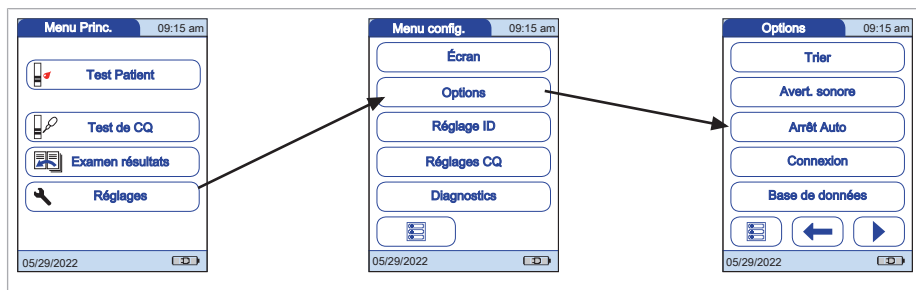 Menu Princ. 09:15 am
Test Patient
Test de CQ
Examen résultats
Réglages
05/29/2022
Menu config. 09:15 am
Écran
Options
Réglage ID
Réglages CQ
Diagnostics
05/29/2022
Options 09:15 am
Trier
Avert. sonore
Arrêt Auto
Connexion
Base de données
05/29/2022